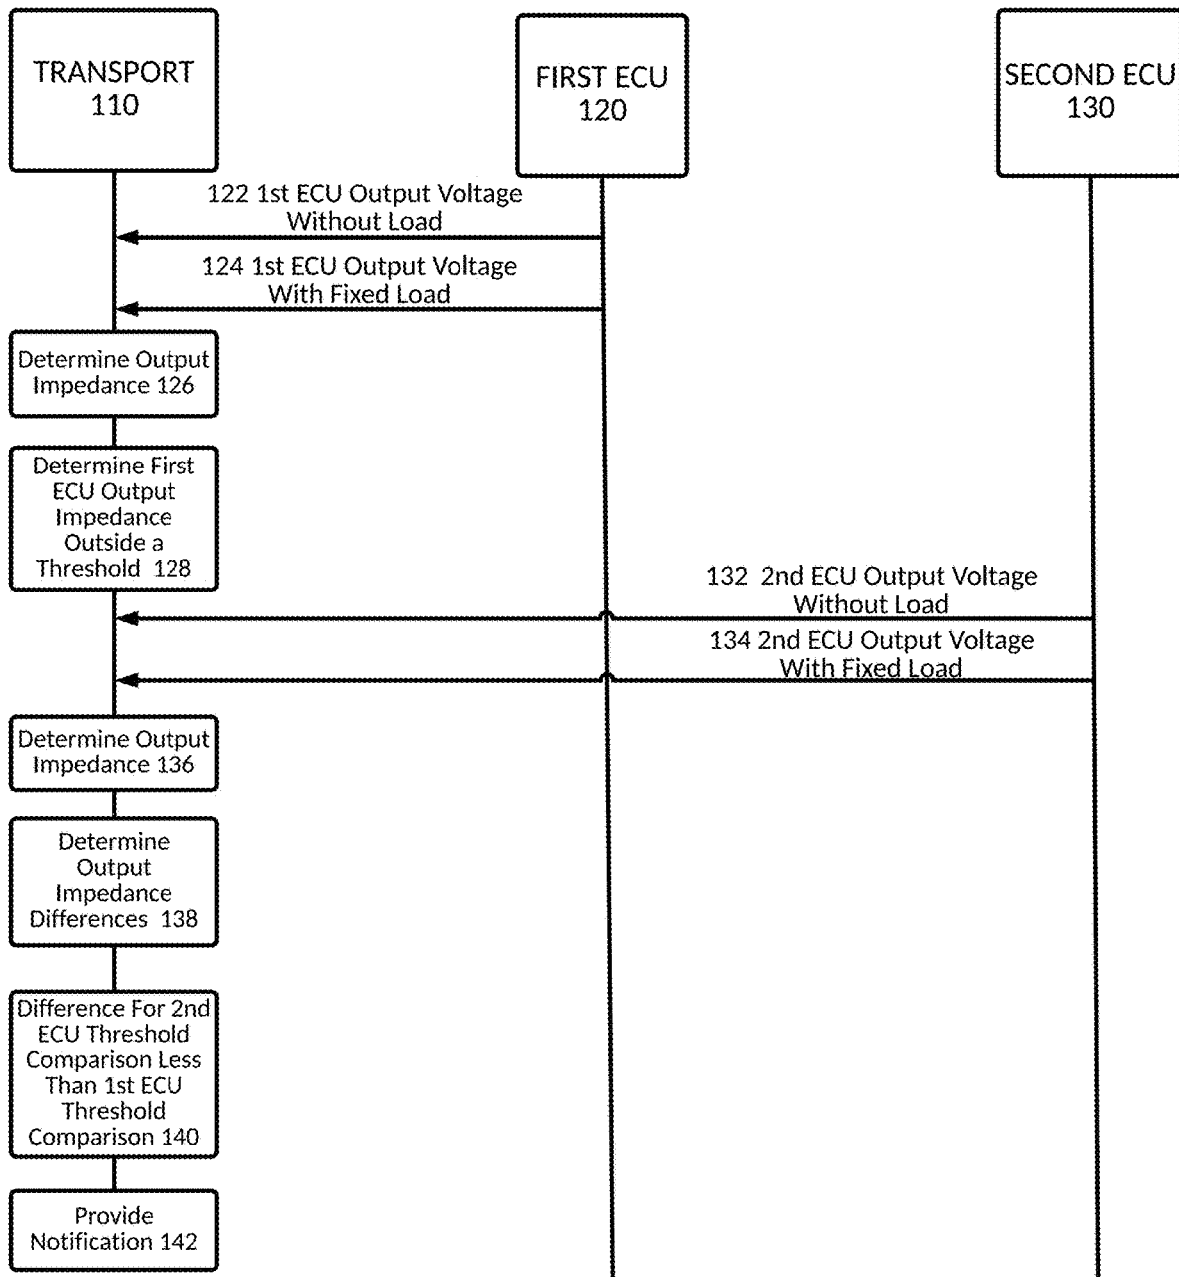 TRANSPORT
110
FIRST ECU
120
SECOND ECU
130
122 1st ECU Output Voltage
Without Load
124 1st ECU Output Voltage
With Fixed Load
Determine Output
Impedance 126
Determine First
ECU Output
Impedance
Outside a
Threshold 128
132 2nd ECU Output Voltage
Without Load
134 2nd ECU Output Voltage
With Fixed Load
Determine Output
Impedance 136
Determine
Output
Impedance
Differences 138
Difference For 2nd
ECU Threshold
Comparison Less
Than 1st ECU
Threshold
Comparison 140
Provide
Notification 142